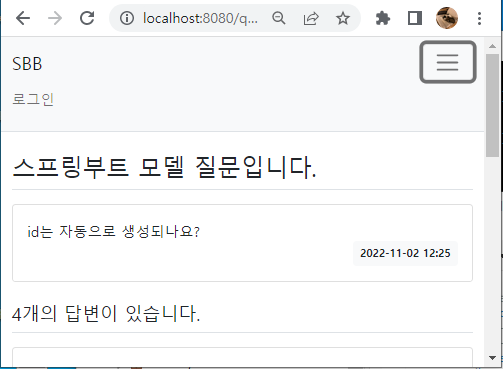 localhost:8080/q...
SBB
로그인
스프링부트 모델 질문입니다.
id는 자동으로 생성되나요?
2022-11-02 12:25
4개의 답변이 있습니다.